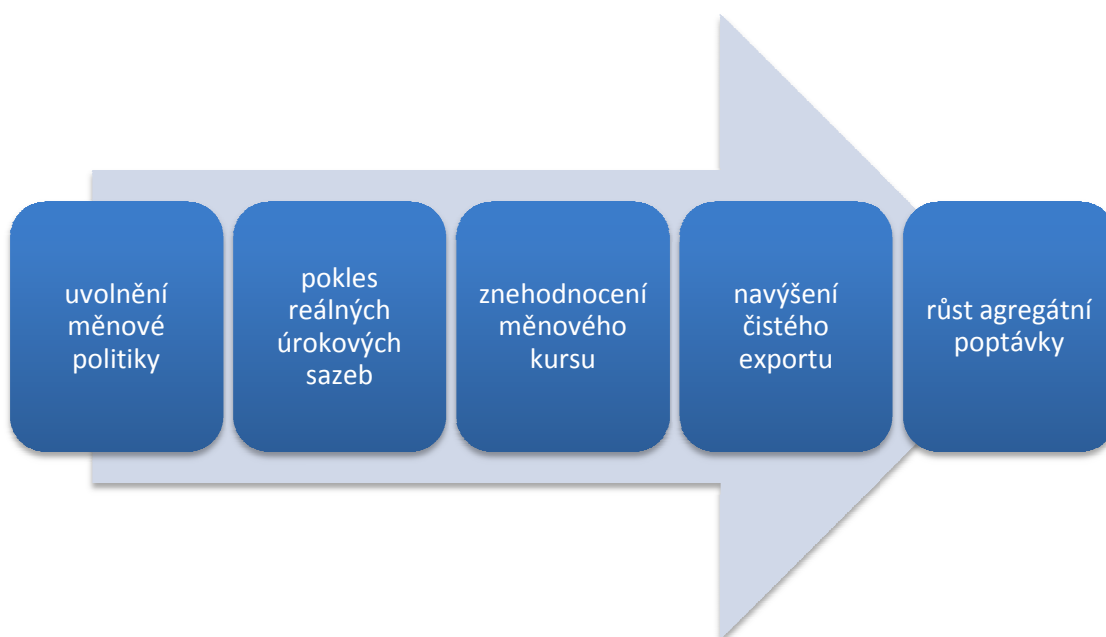 uvolnění
měnové
politiky
pokles
reálných
úrokových
sazeb
znehodnocení
měnového
kursu
navýšení
čistého
exportu
růst agregátní
poptávky